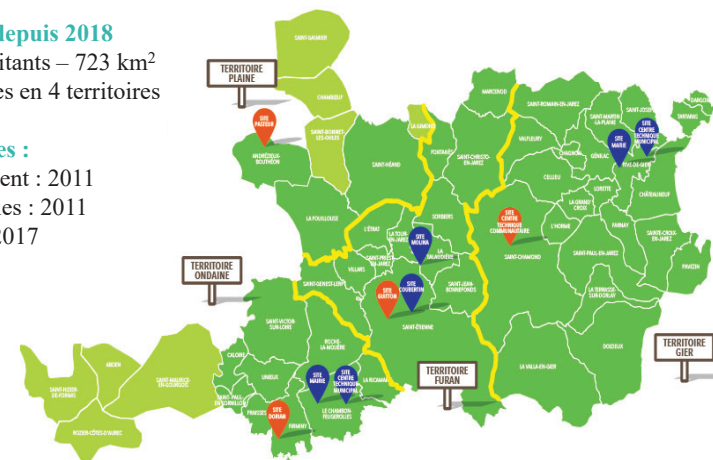 depuis 2018
itants – 723 km²
es en 4 territoires
es :
ent : 2011
les : 2011
2017
TERRITOIRE
PLAINE
SITE
PASTEUR
ANDRÉZIEUX-
BOUTHÉON
SAINT-GALMIER
CHAMBŒUF
SAINT-BONNET-
LES-OULES
LA GIMOND
SAINT-HÉAND
FONTANÈS
MARCENOD
SAINT-CHRISTO-
EN-JAREZ
SAINT-ROMAIN-EN-JAREZ
VALFLEURY
CHAGNON
CELLIEU
SAINT-MARTIN
LA-PLAINE
SAINT-JOSEPH
GÉNILAC
SITE
MAIRIE
SITE
CENTRE
TECHNIQUE
MUNICIPAL
RIVE-DE-GIER
DARGOIRE
TARTARAS
CHÂTEAUNEUF
LORETTE
LA GRAND'
CROIX
FARNAY
SAINTE-CROIX-
EN-JAREZ
PAVEZIN
L'HORME
SAINT-PAUL-EN-JAREZ
SITE
CENTRE
TECHNIQUE
COMMUNAUTAIRE
SAINT-CHAMOND
LA TERRASSE-
SUR-DORLAY
DOIZIEUX
LA VALLA-EN-GIER
TERRITOIRE
GIER
LA FOUILLOUSE
L'ÉTRAT
LA TOUR-
EN-JAREZ
SORBIERS
SITE
MOLINA
LA
TALAUDIÈRE
SAINT-PRIEST-
EN-JAREZ
VILLARS
SAINT-GENEST-LERPT
SAINT-JEAN-
BONNEFONDS
SITE
BUISSON
SITE
COUBERTIN
SAINT-ÉTIENNE
TERRITOIRE
FURAN
TERRITOIRE
ONDAINE
SAINT-VICTOR-
SUR-LOIRE
ROCHE-
LA-MOLIÈRE
CALOIRE
UNIEUX
SAINT-PAUL-
EN-CORNILLON
FRAISSES
SITE
DORIAN
FIRMINY
SITE
MAIRIE
SITE
CENTRE
TECHNIQUE
MUNICIPAL
LE CHAMBON-
FEUGEROLLES
LA RICAMARIE
SAINT-MAURICE-
EN-GOURGOIS
ABOEN
SAINT-NIZIER-
DE-FORNAS
ROZIER-CÔTES-D'AUREC